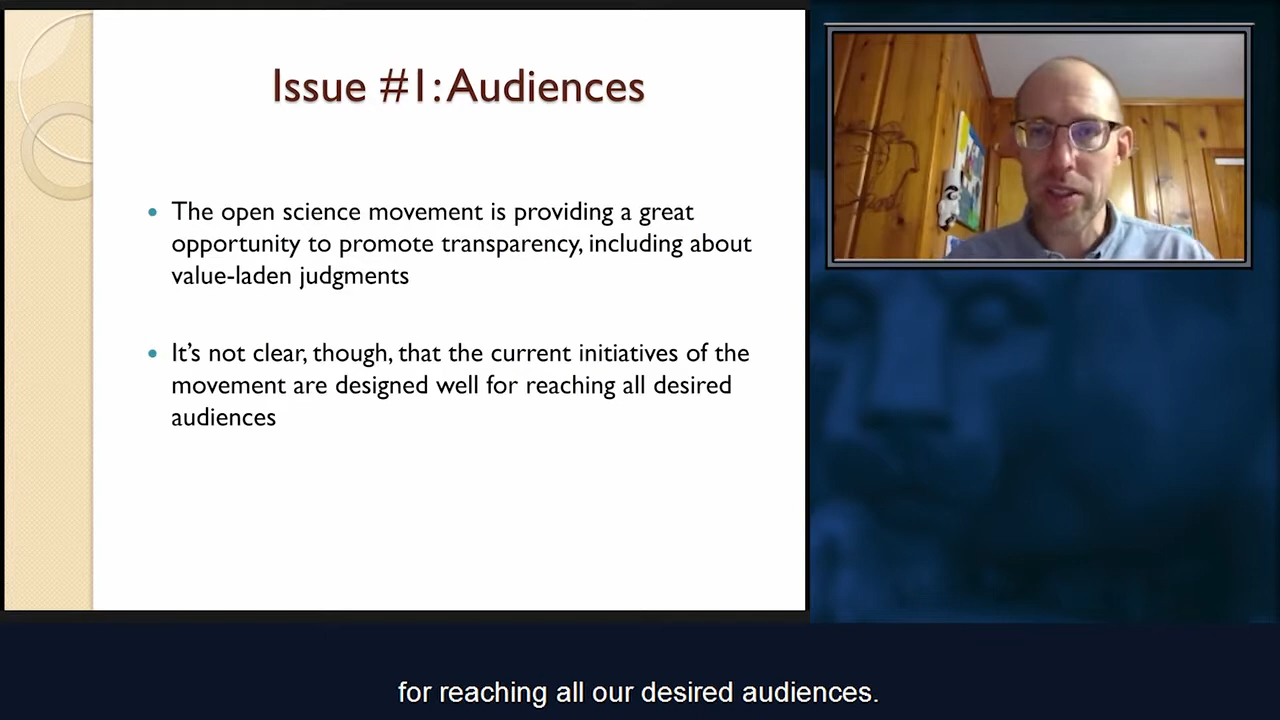 Issue #1: Audiences
The open science movement is providing a great
opportunity to promote transparency, including about
value-laden judgments
It’s not clear, though, that the current initiatives of the
movement are designed well for reaching all desired
audiences
for reaching all our desired audiences.